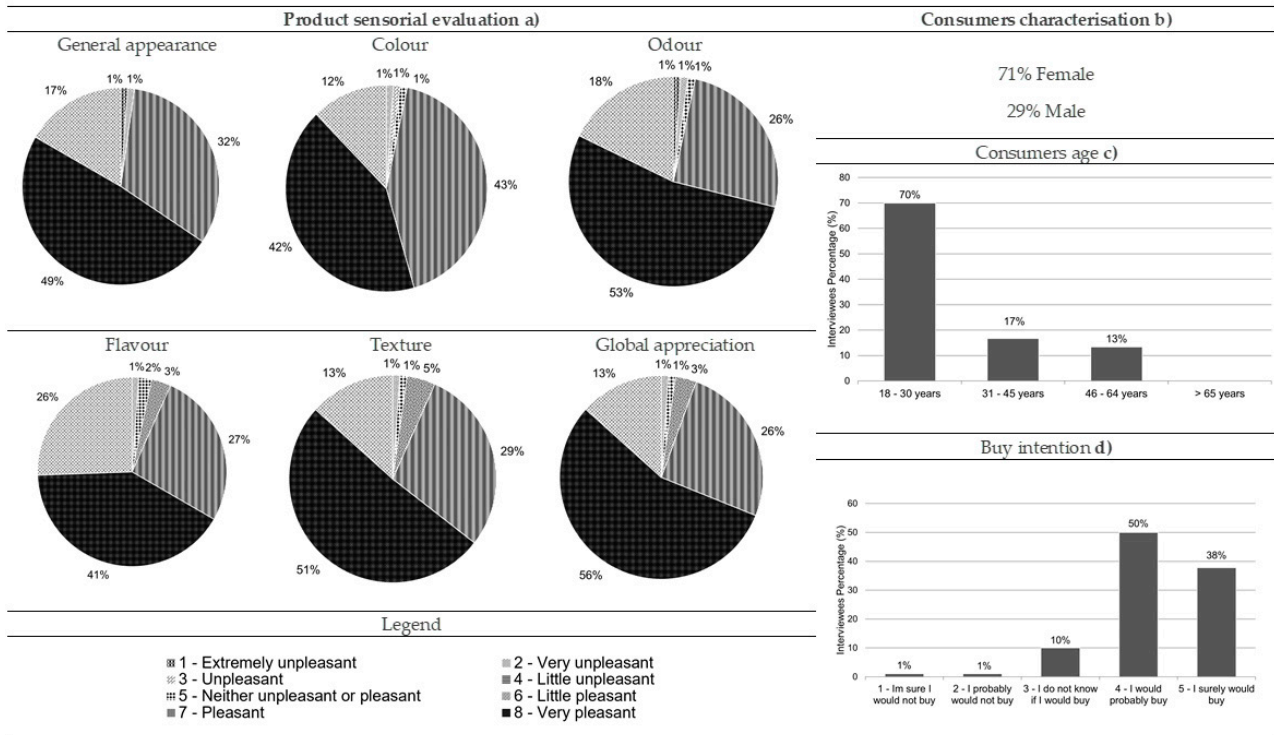 Product sensorial evaluation a)
General appearance
Colour
Odour
1% 1%
17%
32%
49%
1% 1% 1%
12%
43%
42%
1% 1% 1%
18%
26%
53%
Flavour
Texture
Global appreciation
1% 2% 3%
26%
27%
41%
1% 1% 5%
13%
29%
51%
1% 1% 3%
13%
26%
56%
Legend
1 - Extremely unpleasant
2 - Very unpleasant
3 - Unpleasant
4 - Little unpleasant
5 - Neither unpleasant or pleasant
6 - Little pleasant
7 - Pleasant
8 - Very pleasant
Consumers characterisation b)
71% Female
29% Male
Consumers age c)
Interviewees Percentage (%)
80
70
60
50
40
30
20
10
0
70%
17%
13%
18 - 30 years
31 - 45 years
46 - 64 years
> 65 years
Buy intention d)
Interviewees Percentage (%)
60
50
40
30
20
10
0
1%
1%
10%
50%
38%
1 - Im sure I
would not buy
2 - I probably
would not buy
3 - I do not know
if I would buy
4 - I would
probably buy
5 - I surely would
buy